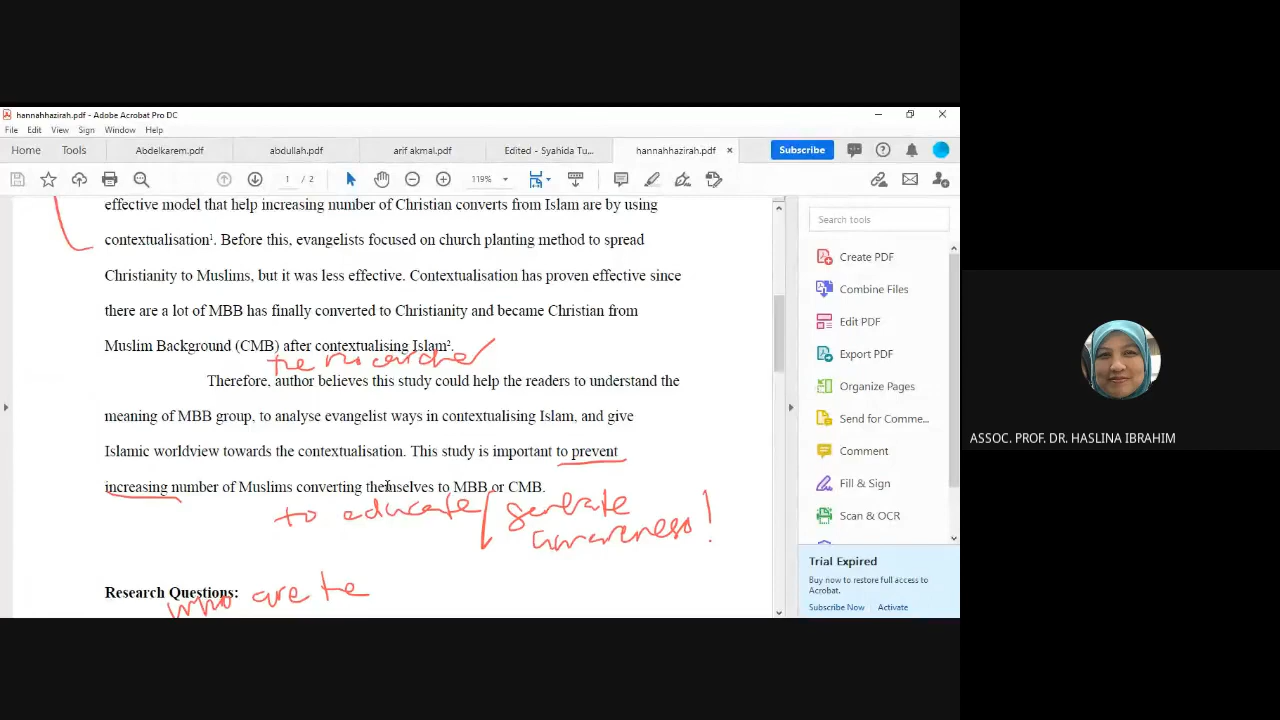 hannahhazirah.pdf - Adobe Acrobat Pro DC
File Edit View Sign Window Help
Home Tools Abdelkarem.pdf abdullah.pdf arif akmal.pdf Edited - Syahida Tu... hannahhazirah.pdf × Subscribe
1 / 2 119%
effective model that help increasing number of Christian converts from Islam are by using
contextualisation¹. Before this, evangelists focused on church planting method to spread
Christianity to Muslims, but it was less effective. Contextualisation has proven effective since
there are a lot of MBB has finally converted to Christianity and became Christian from
Muslim Background (CMB) after contextualising Islam².
the researcher
Therefore, author believes this study could help the readers to understand the
meaning of MBB group, to analyse evangelist ways in contextualising Islam, and give
Islamic worldview towards the contextualisation. This study is important to prevent
increasing number of Muslims converting themselves to MBB or CMB.
to educate / generate
awareness!
Research Questions:
who are the
Search tools
Create PDF
Combine Files
Edit PDF
Export PDF
Organize Pages
Send for Comme...
Comment
Fill & Sign
Scan & OCR
Trial Expired
Buy now to restore full access to
Acrobat.
Subscribe Now Activate
ASSOC. PROF. DR. HASLINA IBRAHIM